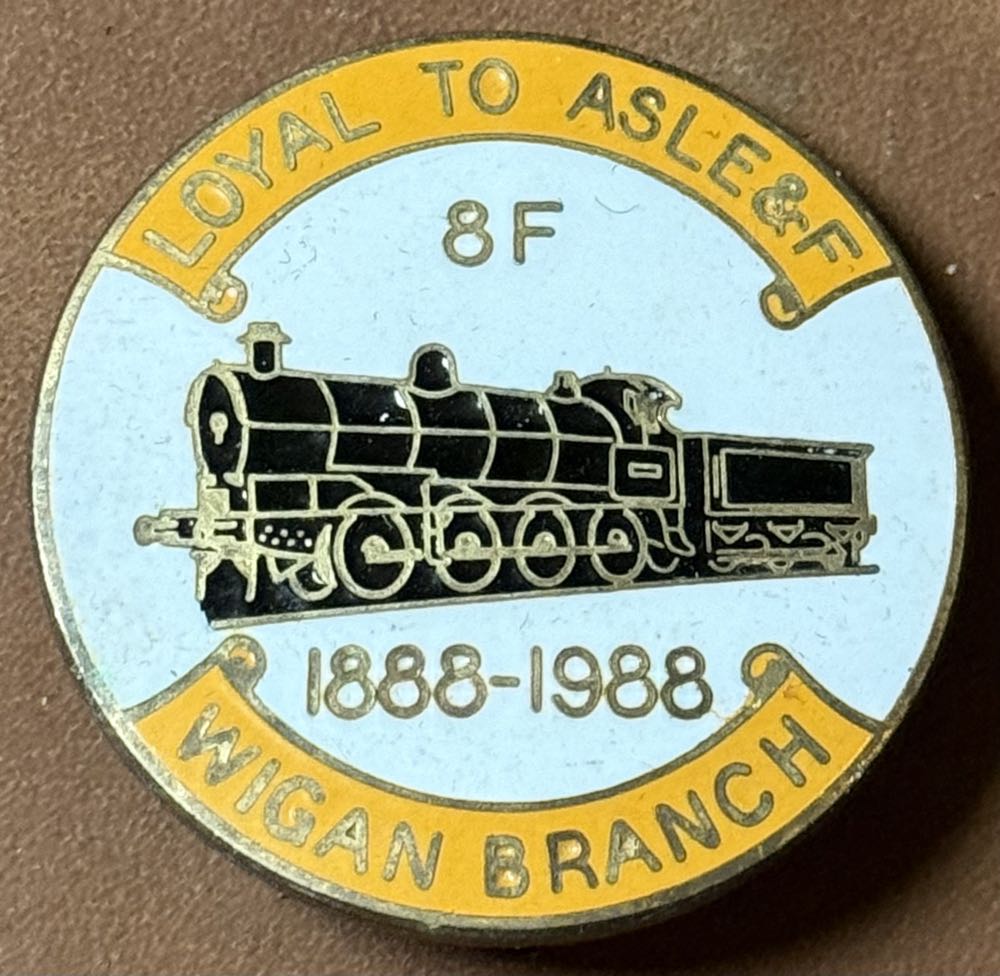 LOYAL TO ASLE&F
8F
1888-1988
WIGAN BRANCH